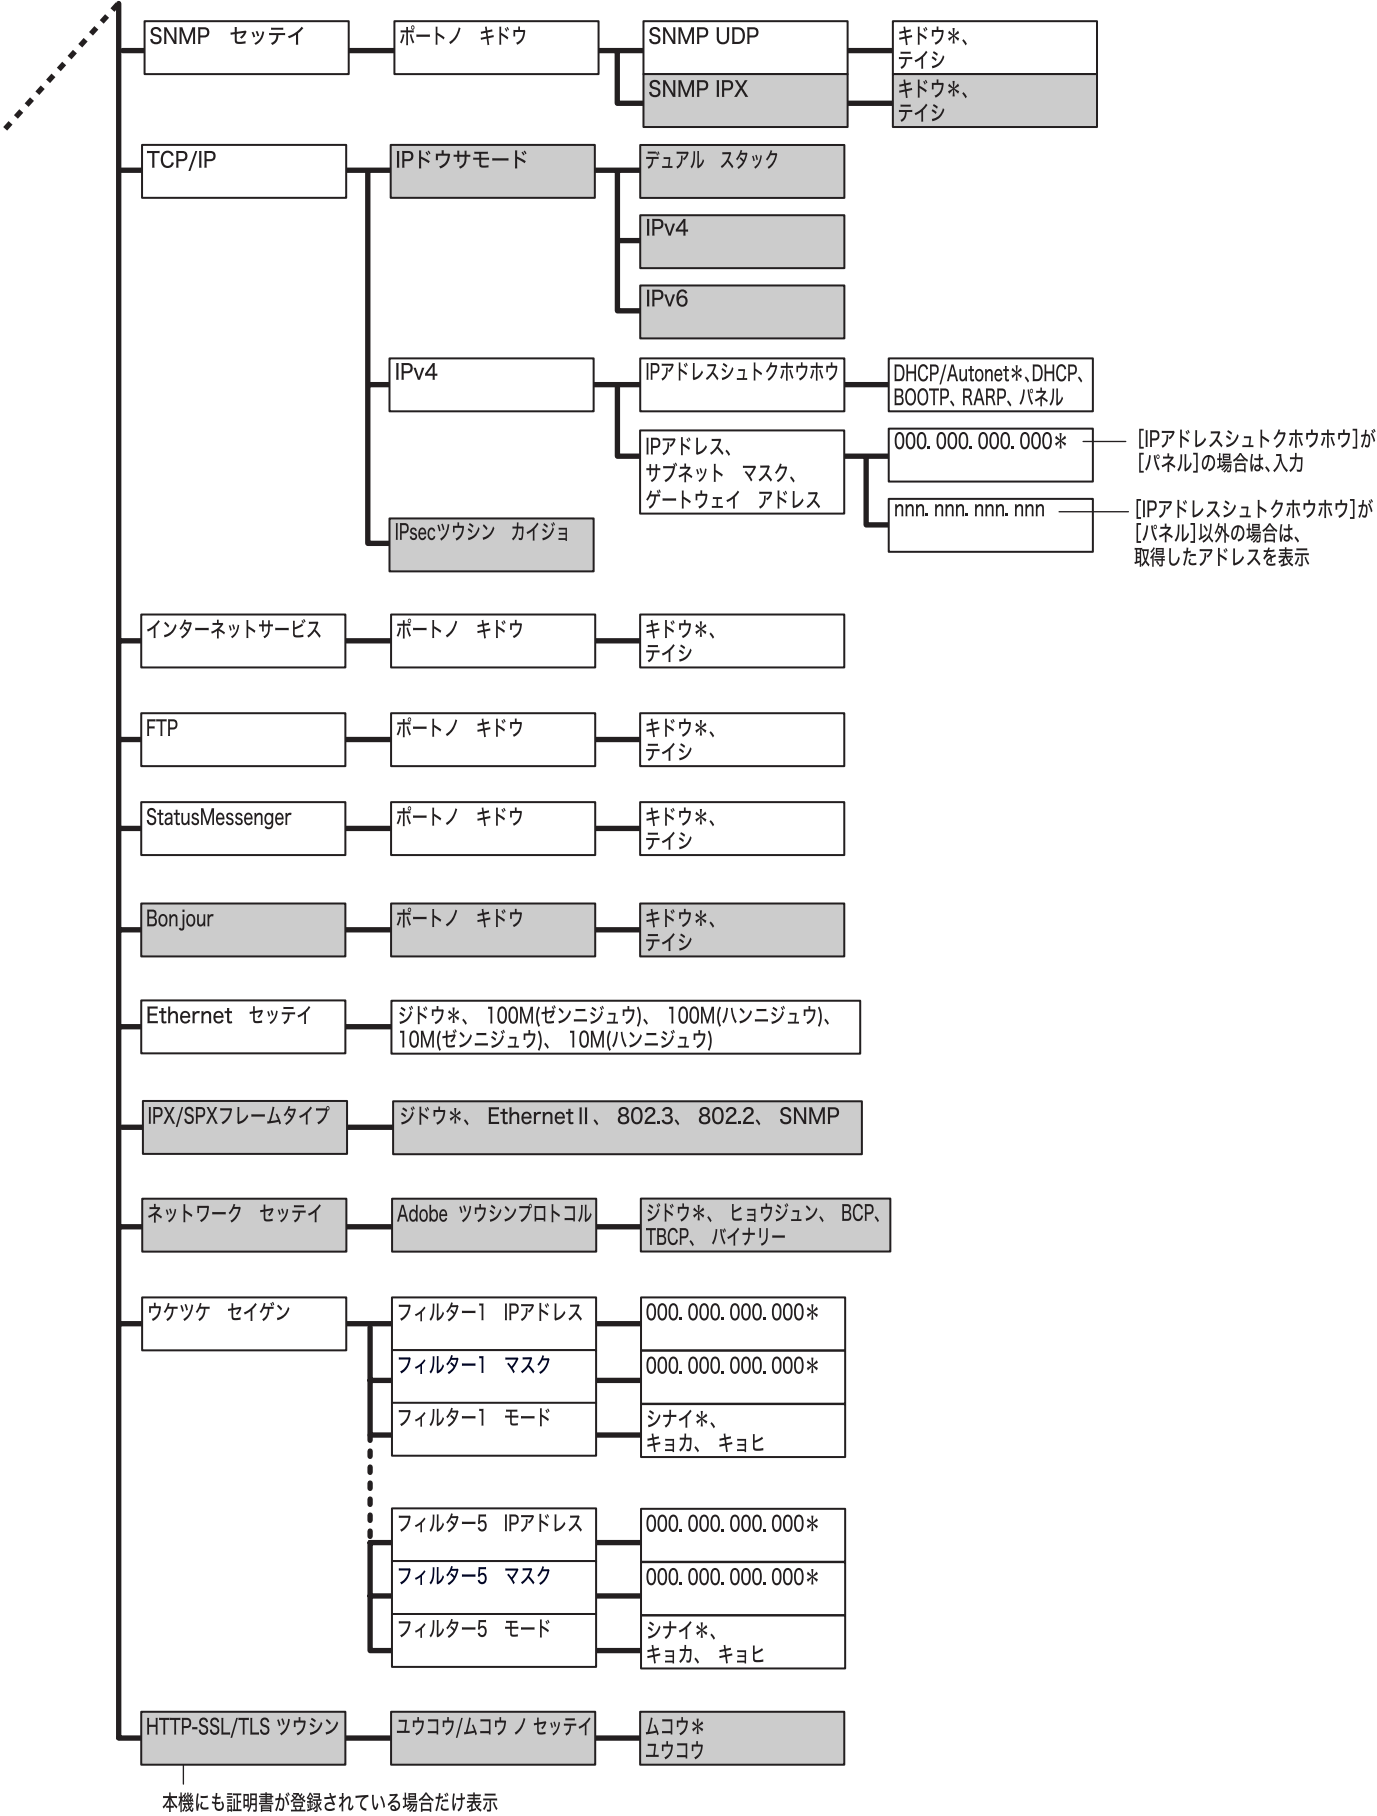 SNMP　セッテイ
ポートノ　キドウ
SNMP UDP
キドウ＊、
テイシ
SNMP IPX
キドウ＊、
テイシ
TCP/IP
IPドウサモード
デュアル　スタック
IPv4
IPv6
IPv4
IPアドレスシュトクホウホウ
DHCP/Autonet＊、DHCP、
BOOTP、RARP、パネル
IPアドレス、
サブネット　マスク、
ゲートウェイ　アドレス
000. 000. 000. 000＊
[IPアドレスシュトクホウホウ]が
[パネル]の場合は、入力
nnn. nnn. nnn. nnn
[IPアドレスシュトクホウホウ]が
[パネル]以外の場合は、
取得したアドレスを表示
IPsecツウシン　カイジョ
インターネットサービス
ポートノ　キドウ
キドウ＊、
テイシ
FTP
ポートノ　キドウ
キドウ＊、
テイシ
StatusMessenger
ポートノ　キドウ
キドウ＊、
テイシ
Bonjour
ポートノ　キドウ
キドウ＊、
テイシ
Ethernet　セッテイ
ジドウ＊、 100M(ゼンニジュウ)、 100M(ハンニジュウ)、
10M(ゼンニジュウ)、 10M(ハンニジュウ)
IPX/SPXフレームタイプ
ジドウ＊、 EthernetⅡ、 802.3、 802.2、 SNMP
ネットワーク　セッテイ
Adobe ツウシンプロトコル
ジドウ＊、 ヒョウジュン、 BCP、
TBCP、 バイナリー
ウケツケ　セイゲン
フィルター1　IPアドレス
000. 000. 000. 000＊
フィルター1　マスク
000. 000. 000. 000＊
フィルター1　モード
シナイ＊、
キョカ、 キョヒ
フィルター5　IPアドレス
000. 000. 000. 000＊
フィルター5　マスク
000. 000. 000. 000＊
フィルター5　モード
シナイ＊、
キョカ、 キョヒ
HTTP-SSL/TLS ツウシン
ユウコウ/ムコウ ノ セッテイ
ムコウ＊
ユウコウ
本機にも証明書が登録されている場合だけ表示